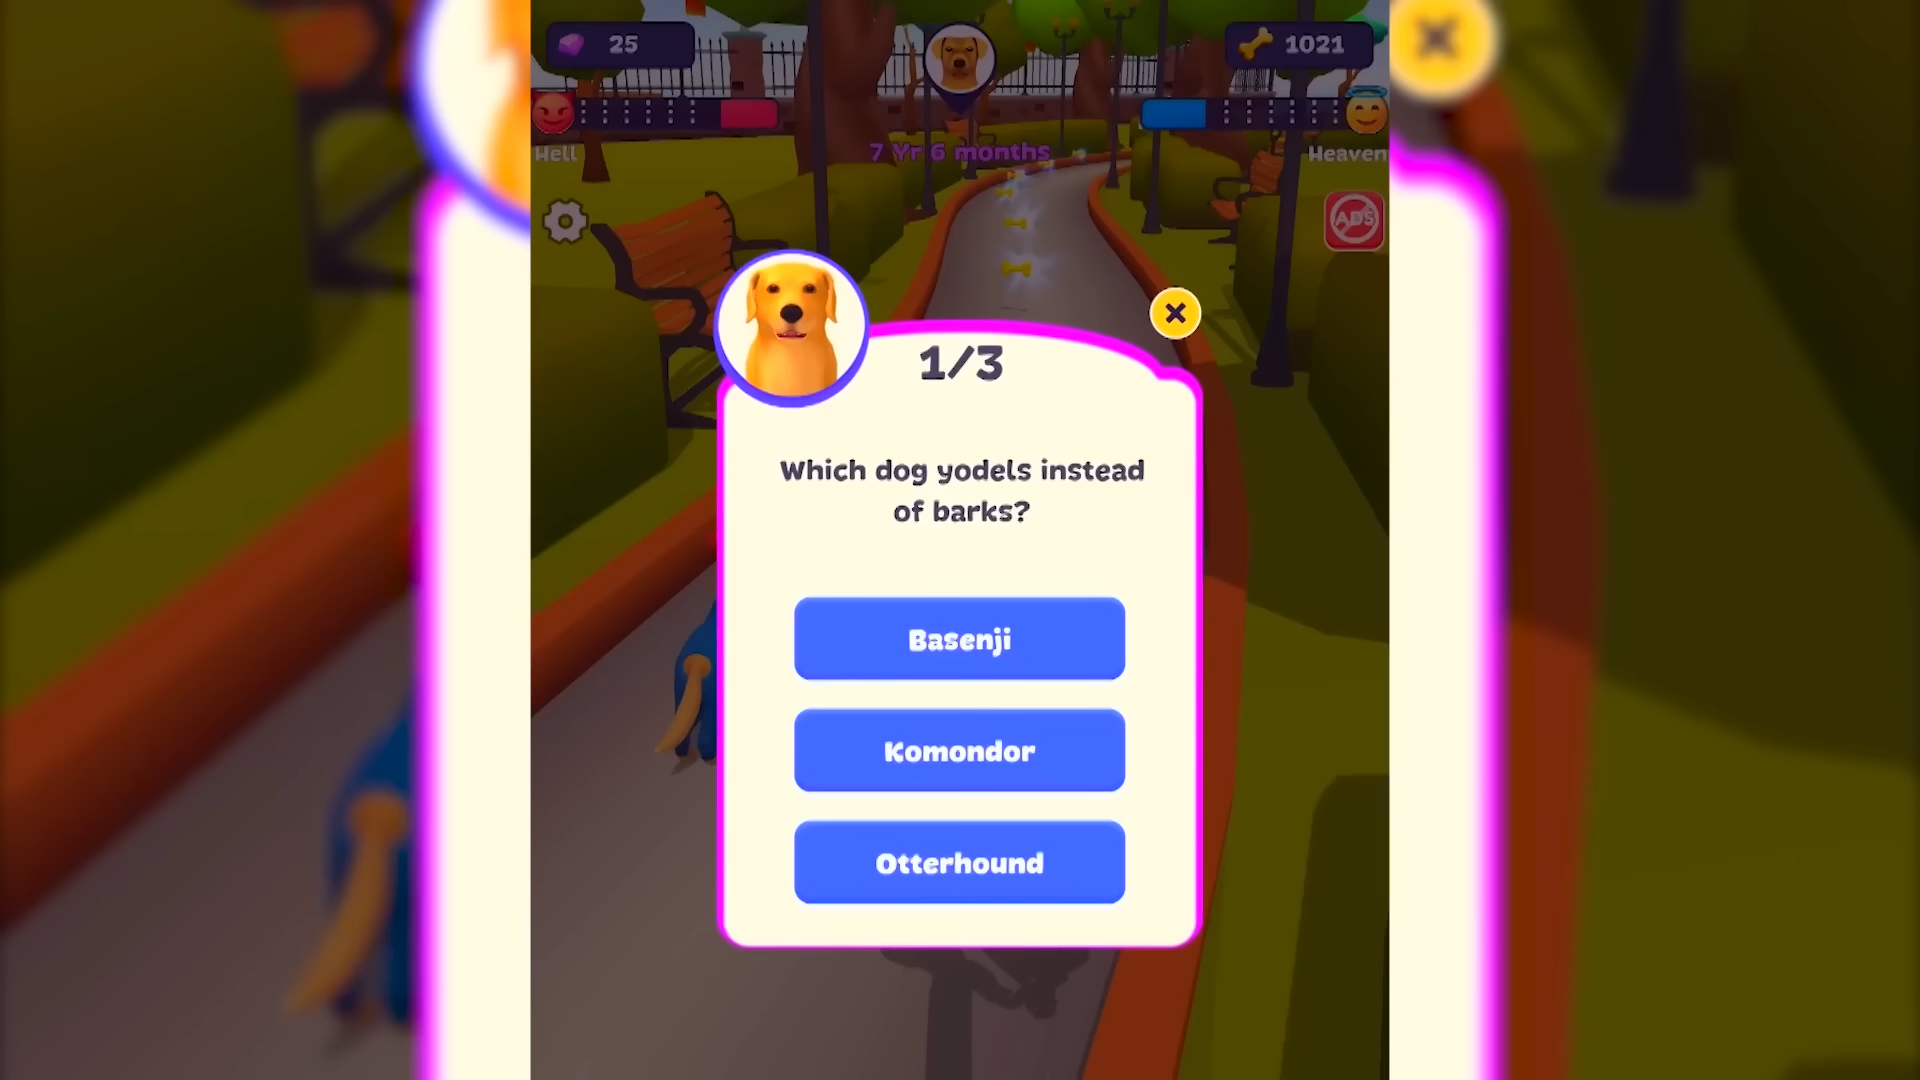 25
1021
Hell
7 Yr 6 months
Heaven
ADS
1/3
Which dog yodels instead
of barks?
Basenji
Komondor
Otterhound